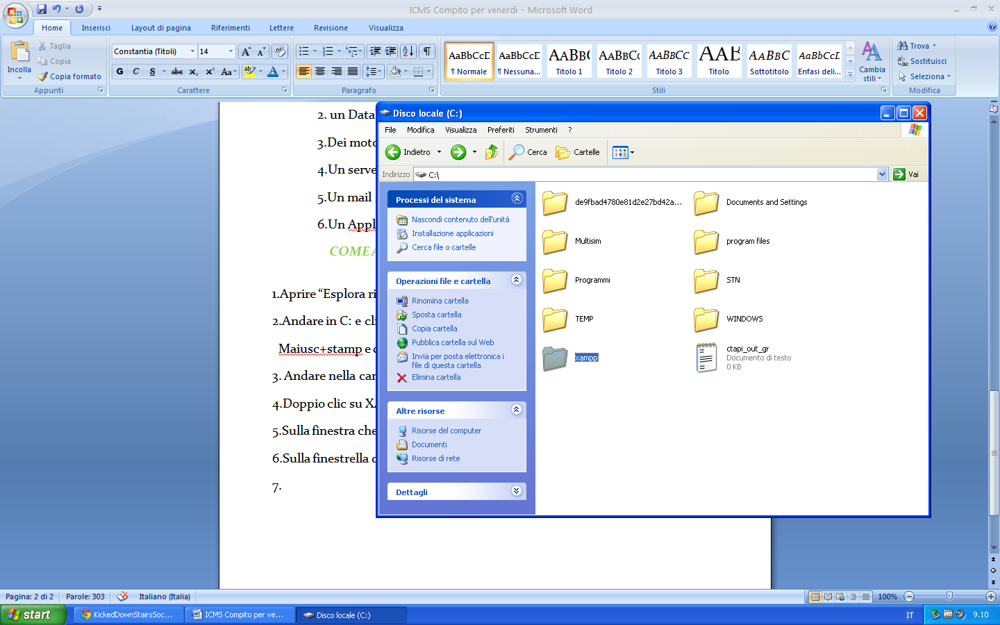 ICMS Compito per venerdi - Microsoft Word
Home Inserisci Layout di pagina Riferimenti Lettere Revisione Visualizza
Incolla
Taglia
Copia
Copia formato
Appunti
Constantia (Titoli) 14
G C S abc x₂ x² Aa
Carattere
Paragrafo
AaBbCcD AaBbCcD AaBbC AaBbCc AaBbCc AaB AaBbC AaBbCcI
¶ Normale ¶ Nessuna... Titolo 1 Titolo 2 Titolo 3 Titolo Sottotitolo Enfasi deli...
Stili
Cambia
stili
Trova
Sostituisci
Seleziona
Modifica
2. un Data
3.Dei moto
4.Un serve
5.Un mail
6.Un Appl
COME
1.Aprire “Esplora ri
2.Andare in C: e cli
Maiusc+stamp e
3. Andare nella car
4.Doppio clic su X
5.Sulla finestra che
6.Sulla finestrella
7.
Disco locale (C:)
File Modifica Visualizza Preferiti Strumenti ?
Indietro Cerca Cartelle
Indirizzo C:\ Vai
Processi del sistema
Nascondi contenuto dell'unità
Installazione applicazioni
Cerca file o cartelle
Operazioni file e cartella
Rinomina cartella
Sposta cartella
Copia cartella
Pubblica cartella sul Web
Invia per posta elettronica i
file di questa cartella
Elimina cartella
Altre risorse
Risorse del computer
Documenti
Risorse di rete
Dettagli
de9fbad4780e81d2e27bd42a... Documents and Settings
Multisim program files
Programmi STN
TEMP WINDOWS
xampp
ctapi_out_gr
Documento di testo
0 KB
Pagina: 2 di 2 Parole: 303 Italiano (Italia) 100%
start KickedDownStairsSoc... ICMS Compito per ve... Disco locale (C:) IT vm 9.10